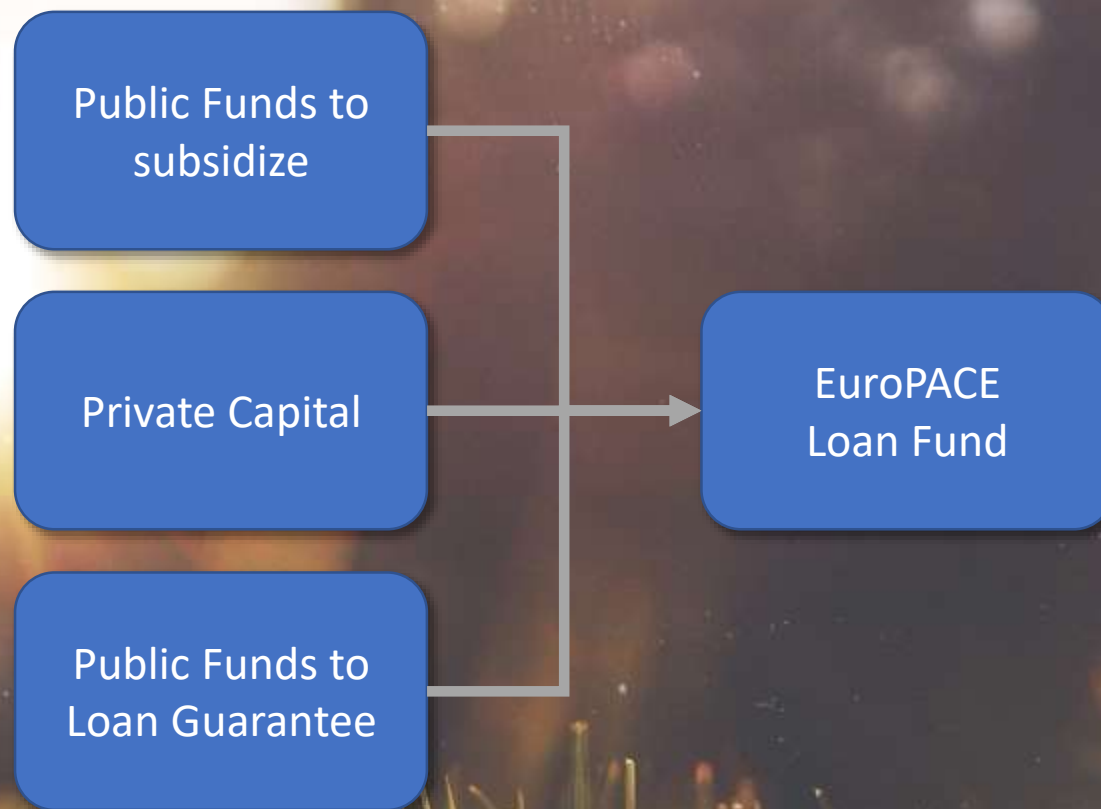 Public Funds to
subsidize
Private Capital
EuroPACE
Loan Fund
Public Funds to
Loan Guarantee